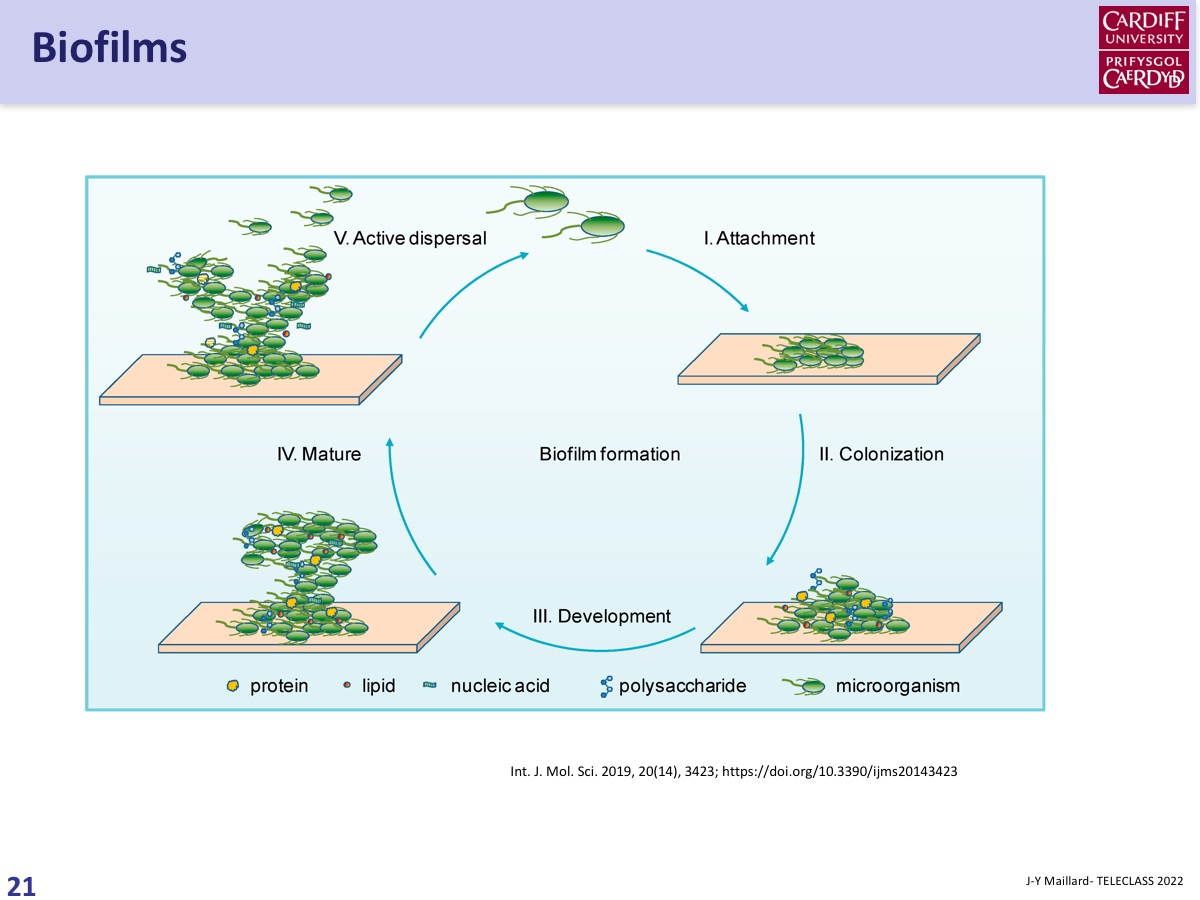 Biofilms
CARDIFF
UNIVERSITY
PRIFYSGOL
CAERDYDD
V. Active dispersal
I. Attachment
IV. Mature
Biofilm formation
II. Colonization
III. Development
protein
lipid
nucleic acid
polysaccharide
microorganism
Int. J. Mol. Sci. 2019, 20(14), 3423; https://doi.org/10.3390/ijms20143423
21
J-Y Maillard- TELECLASS 2022